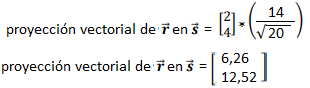 proyección vectorial de r⃗ en s⃗ = [2 4] * (14 / √20)
proyección vectorial de r⃗ en s⃗ = [6,26 12,52]